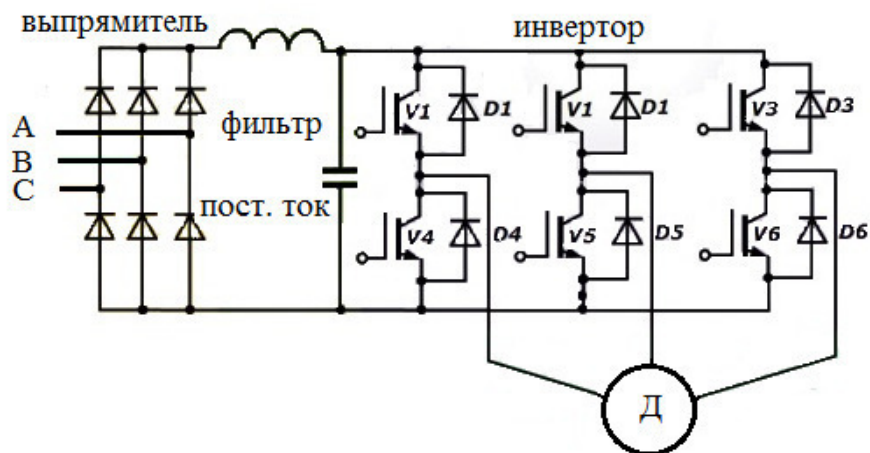 выпрямитель
инвертор
V1
D1
V1
D1
V3
D3
A
фильтр
B
C
пост. ток
V4
D4
V5
D5
V6
D6
Д